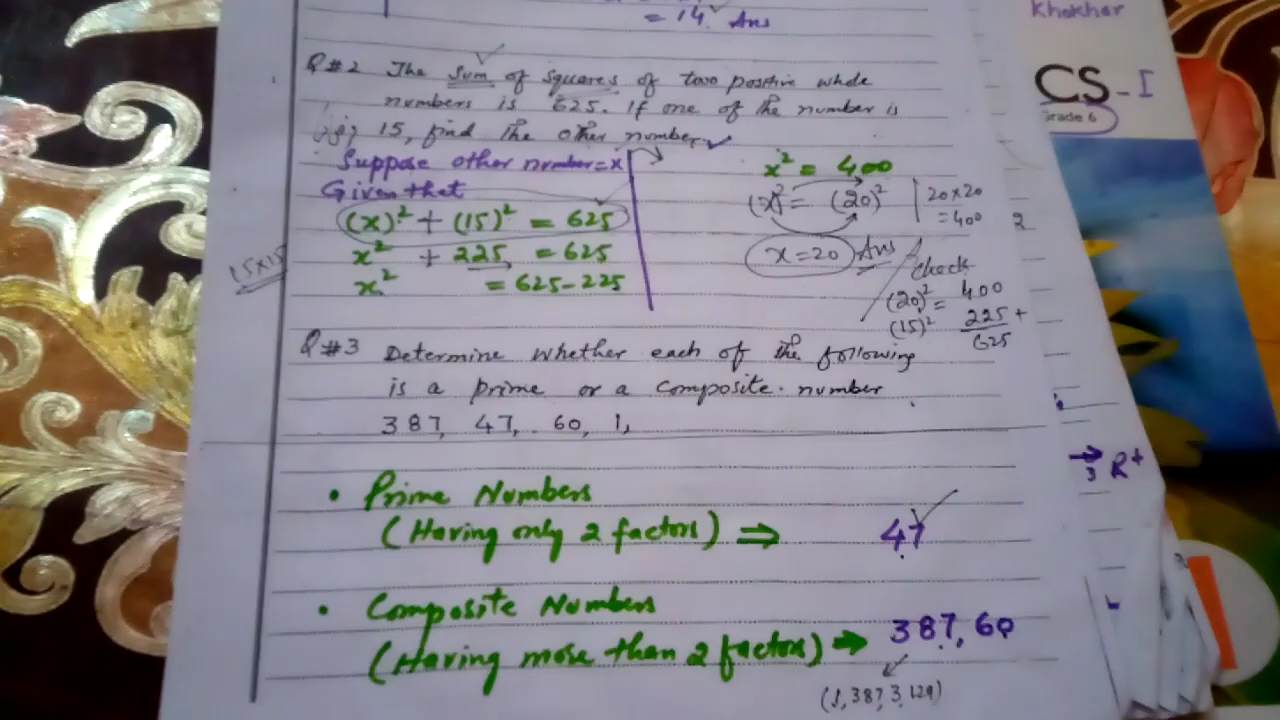 = 14 Ans
Q#2 The Sum of squares of two positive whole
numbers is 625. If one of the number is
15, find the other number.
Suppose other number = x
Given that
(x)² + (15)² = 625
x² + 225 = 625
x² = 625 - 225
15x15
x² = 400
(x)² = (20)²
20x20
= 400
x = 20 Ans
Check
(20)² = 400
(15)² 225 +
625
Q#3 Determine whether each of the following
is a prime or a composite. number
387, 47, 60, 1,
• Prime Numbers
(Having only 2 factors) ⇒ 47
• Composite Numbers
(Having more than 2 factors) ⇒ 387, 60
(1, 387, 3, 129)
Khokhar
CS-I
Grade 6
2
→ R+
3